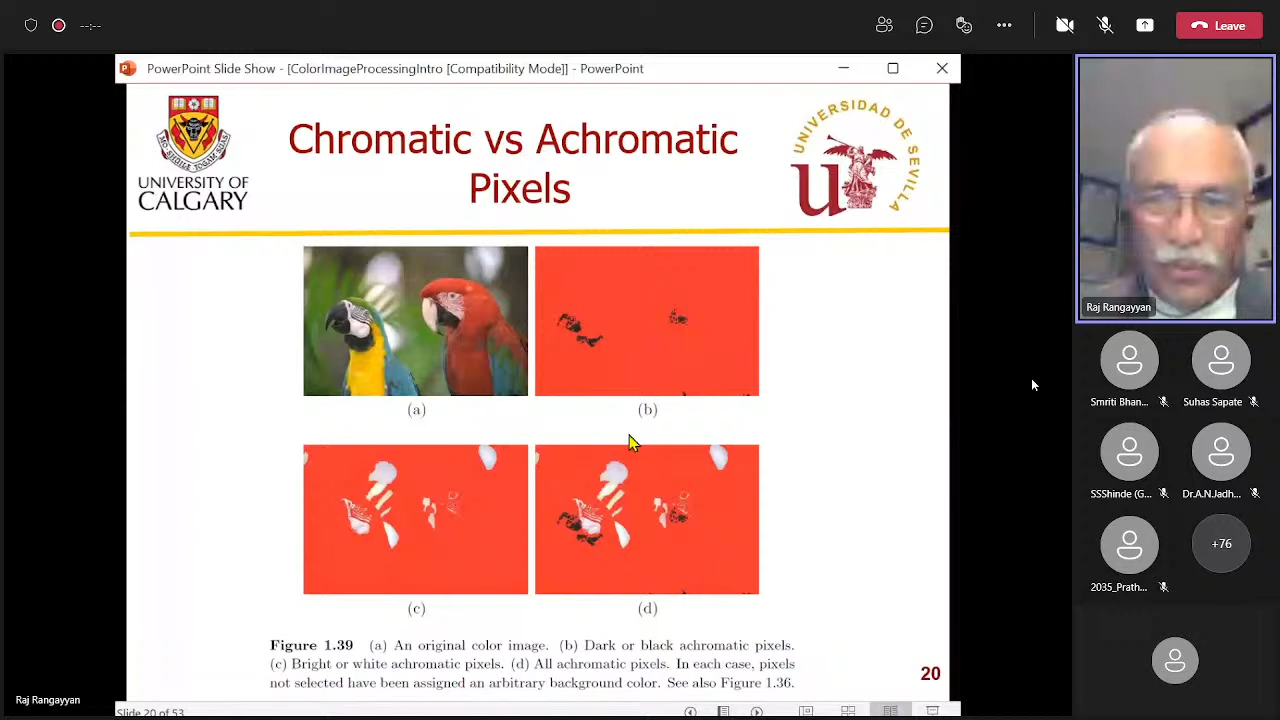 --:--
Leave
PowerPoint Slide Show - [ColorImageProcessingIntro [Compatibility Mode]] - PowerPoint
UNIVERSITY OF
CALGARY
Chromatic vs Achromatic
Pixels
UNIVERSIDAD DE SEVILLA
u
(a)
(b)
(c)
(d)
Figure 1.39 (a) An original color image. (b) Dark or black achromatic pixels.
(c) Bright or white achromatic pixels. (d) All achromatic pixels. In each case, pixels
not selected have been assigned an arbitrary background color. See also Figure 1.36.
20
Slide 20 of 53
Raj Rangayyan
Raj Rangayyan
Smriti Bhan...
Suhas Sapate
SSShinde (G...
Dr.A.N.Jadh...
2035_Prath...
+76